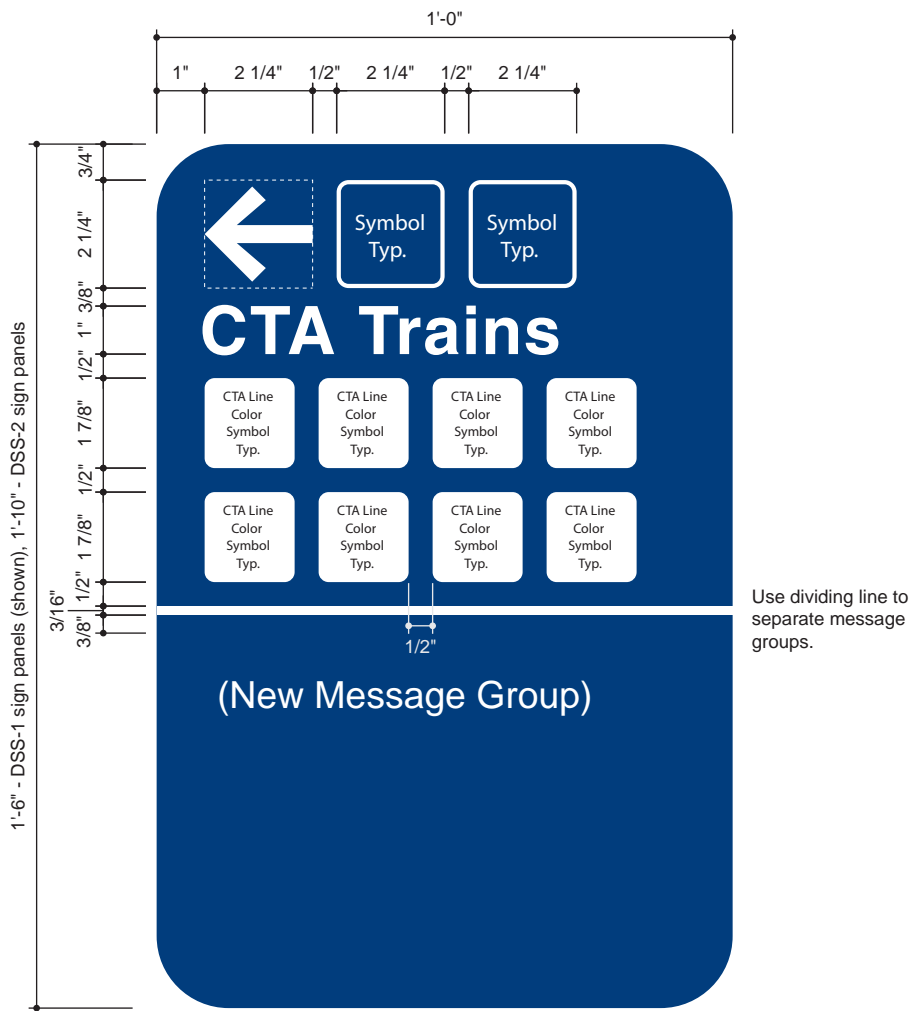 1'-0"
1"
2 1/4"
1/2"
2 1/4"
1/2"
2 1/4"
1'-6" - DSS-1 sign panels (shown), 1'-10" - DSS-2 sign panels
3/4"
2 1/4"
3/8"
1"
1/2"
1 7/8"
1/2"
1 7/8"
1/2"
3/16"
3/8"
Symbol
Typ.
Symbol
Typ.
CTA Trains
CTA Line
Color
Symbol
Typ.
CTA Line
Color
Symbol
Typ.
CTA Line
Color
Symbol
Typ.
CTA Line
Color
Symbol
Typ.
CTA Line
Color
Symbol
Typ.
CTA Line
Color
Symbol
Typ.
CTA Line
Color
Symbol
Typ.
CTA Line
Color
Symbol
Typ.
1/2"
Use dividing line to
separate message
groups.
(New Message Group)